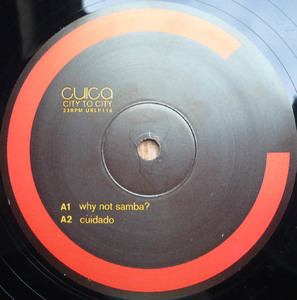 cuica
CITY TO CITY
33RPM URLP116
A1 why not samba?
A2 cuidado